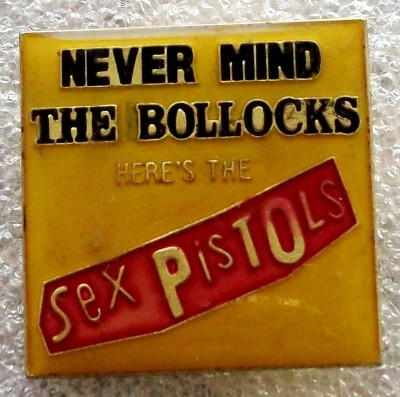 NEVER MIND
THE BOLLOCKS
HERE'S THE
Sex PisTOLS